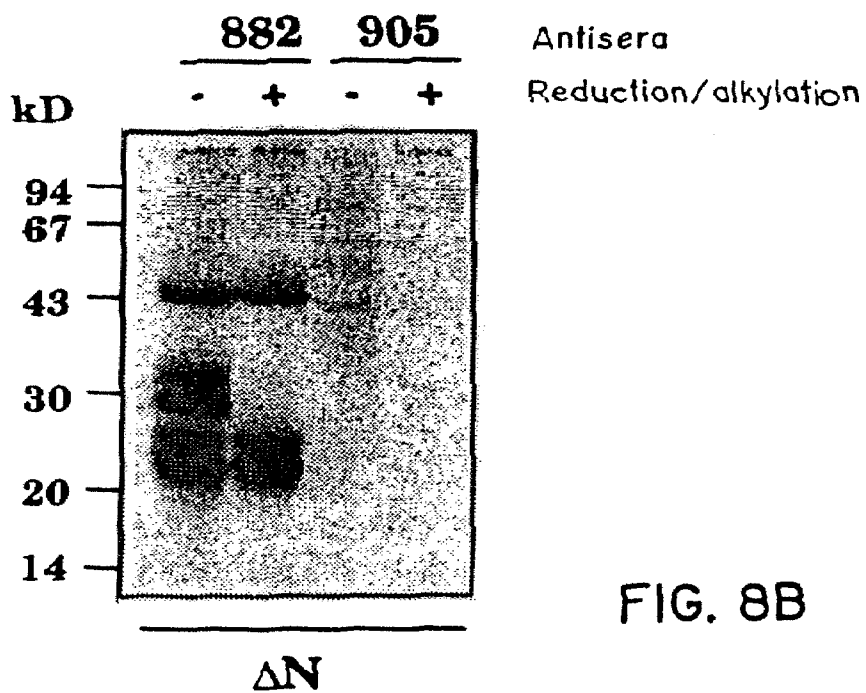 882 905 Antisera
kD - + - + Reduction/alkylation
94
67
43
30
20
14
FIG. 8B
ΔN